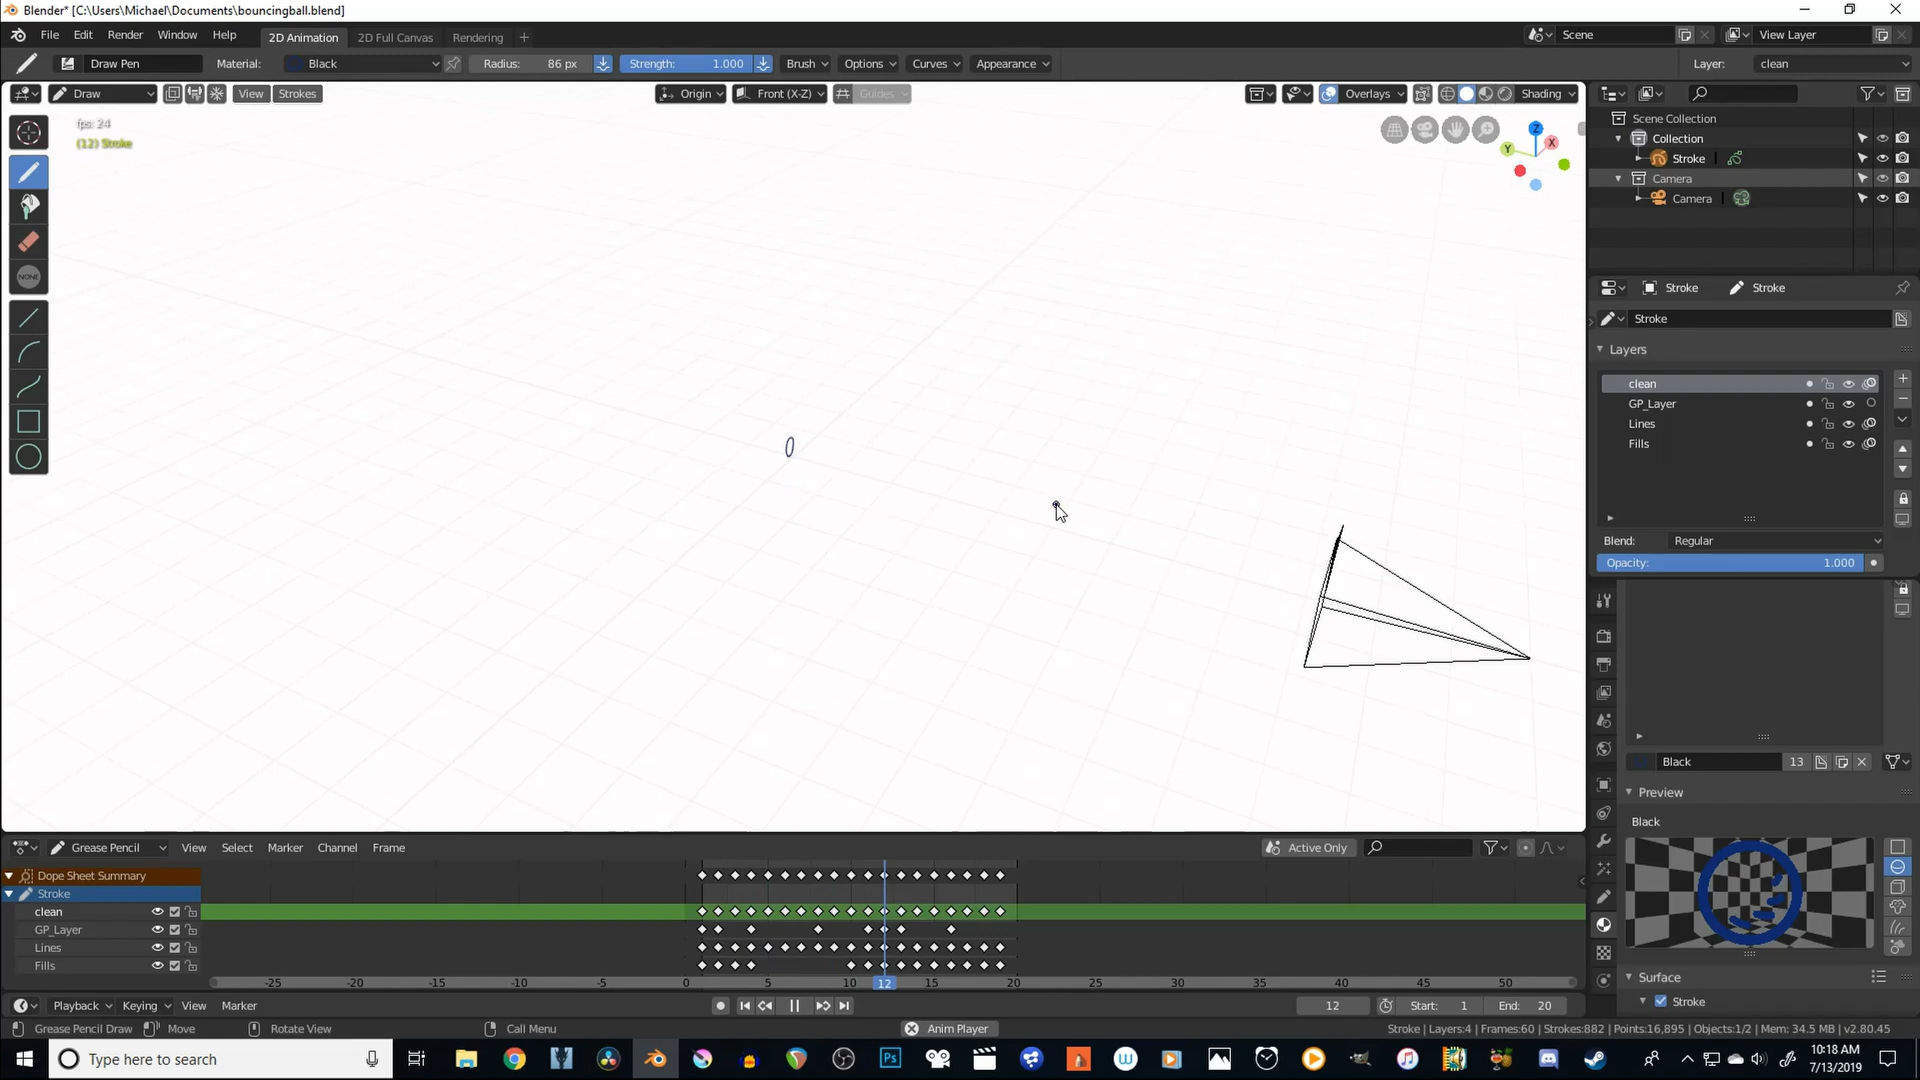 Blender* [C:\Users\Michael\Documents\bouncingball.blend]
File Edit Render Window Help 2D Animation 2D Full Canvas Rendering + Scene View Layer
Draw Pen Material: Black Radius: 86 px Strength: 1.000 Brush Options Curves Appearance Layer: clean
Draw View Strokes Origin Front (X-Z) Guides Overlays Shading
fps: 24
(12) Stroke
Z
X
Y
NONE
Scene Collection
Collection
Stroke
Camera
Camera
Stroke Stroke
Stroke
Layers
clean
GP_Layer
Lines
Fills
Blend: Regular
Opacity: 1.000
Black 13
Preview
Black
Surface
Stroke
Grease Pencil View Select Marker Channel Frame Active Only
Dope Sheet Summary
Stroke
clean
GP_Layer
Lines
Fills
-25 -20 -15 -10 -5 0 5 10 12 15 20 25 30 35 40 45 50
Playback Keying View Marker 12 Start: 1 End: 20
Grease Pencil Draw Move Rotate View Call Menu Anim Player Stroke | Layers:4 | Frames:60 | Strokes:882 | Points:16,895 | Objects:1/2 | Mem: 34.5 MB | v2.80.45
Type here to search
Ps
10:18 AM
7/13/2019